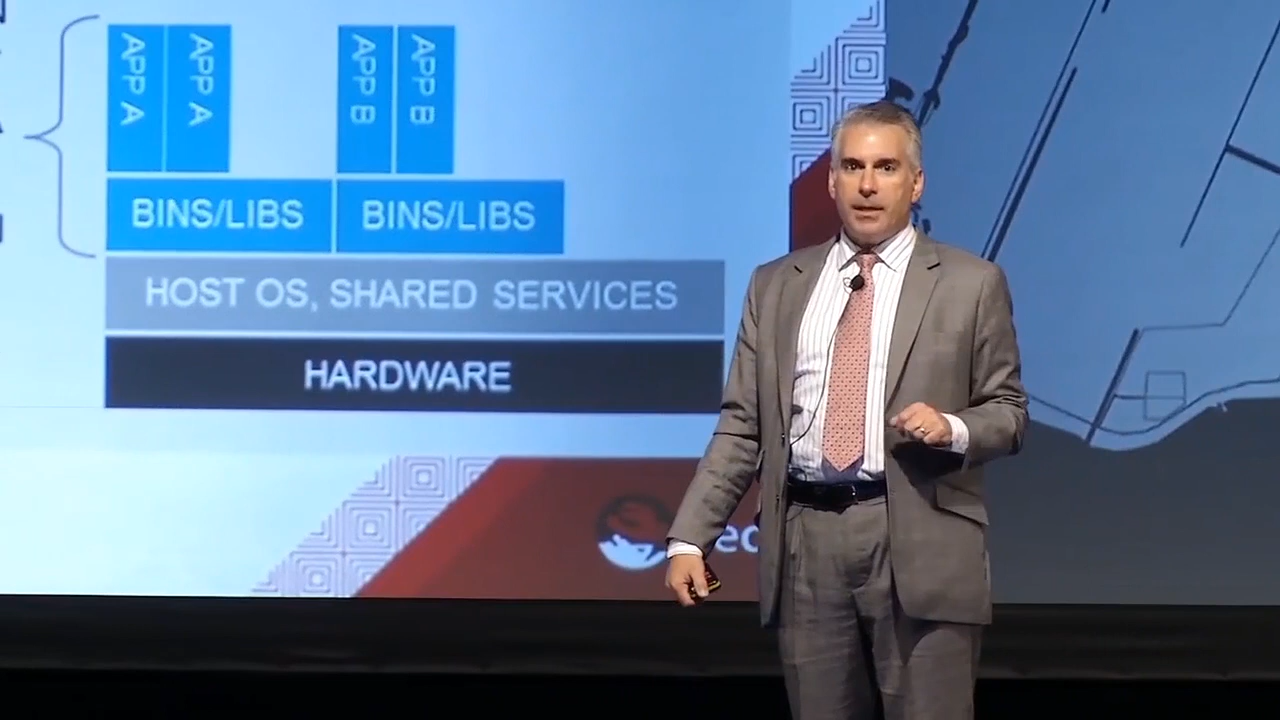 APP A
APP A
APP B
APP B
BINS/LIBS
BINS/LIBS
HOST OS, SHARED SERVICES
HARDWARE